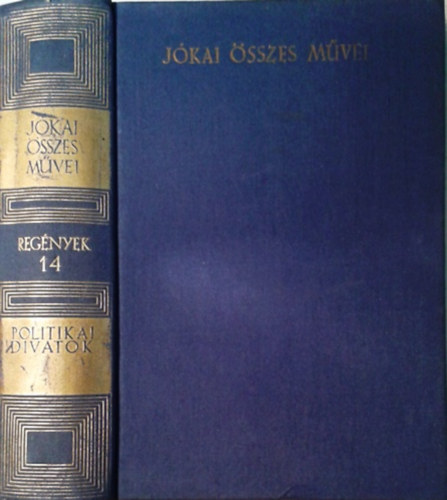 JÓKAI
ÖSSZES
MŰVEI
REGÉNYEK
14
POLITIKAI
DIVATOK
JÓKAI ÖSSZES MŰVEI